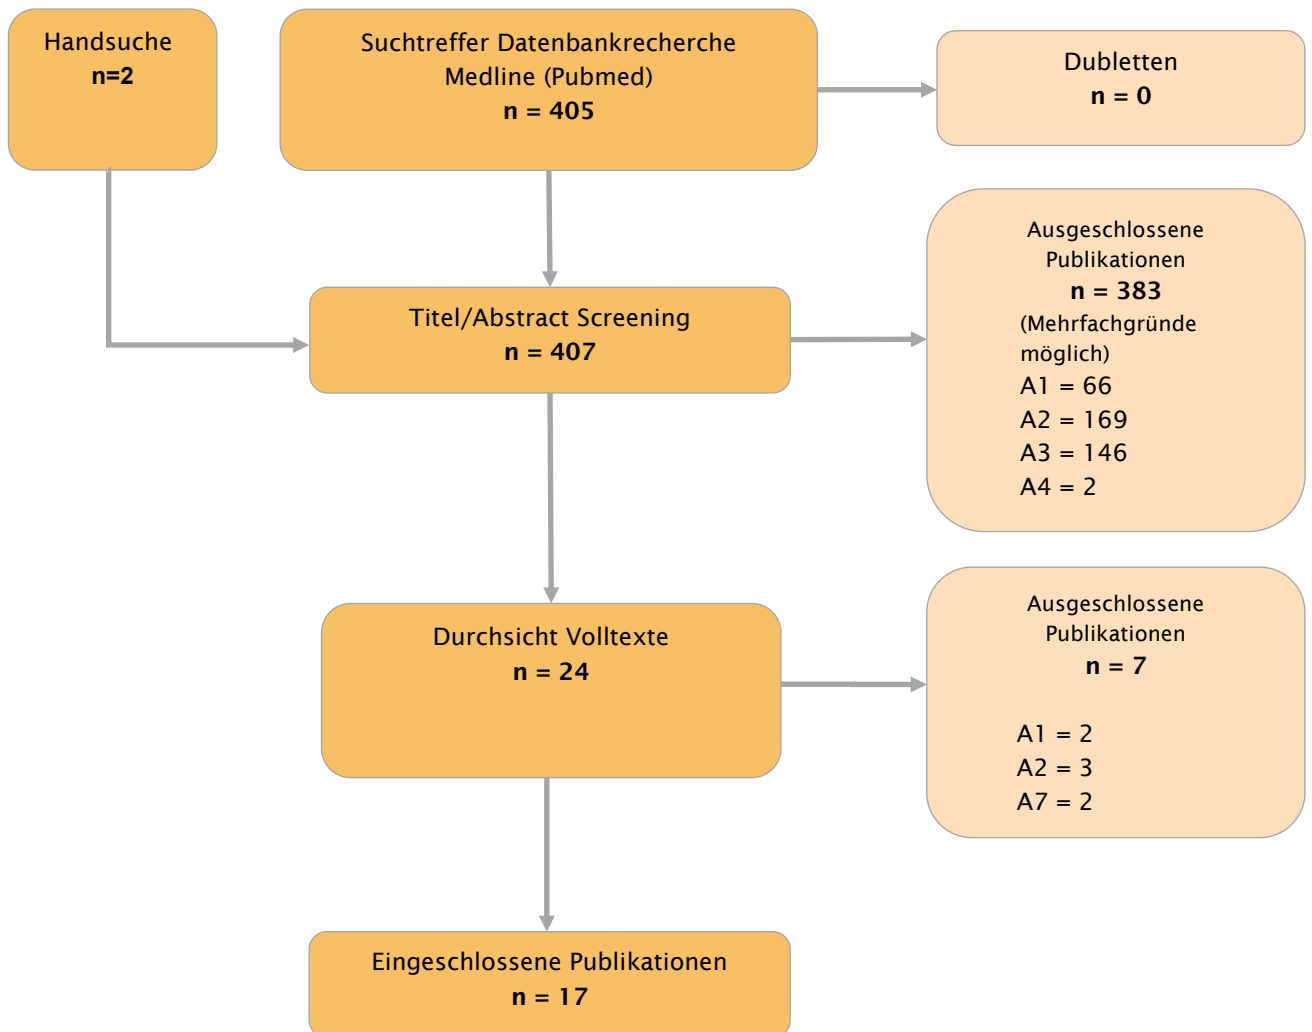 Handsuche
n=2
Suchtreffer Datenbankrecherche
Medline (Pubmed)
n = 405
Dubletten
n = 0
Titel/Abstract Screening
n = 407
Ausgeschlossene
Publikationen
n = 383
(Mehrfachgründe
möglich)
A1 = 66
A2 = 169
A3 = 146
A4 = 2
Durchsicht Volltexte
n = 24
Ausgeschlossene
Publikationen
n = 7
A1 = 2
A2 = 3
A7 = 2
Eingeschlossene Publikationen
n = 17